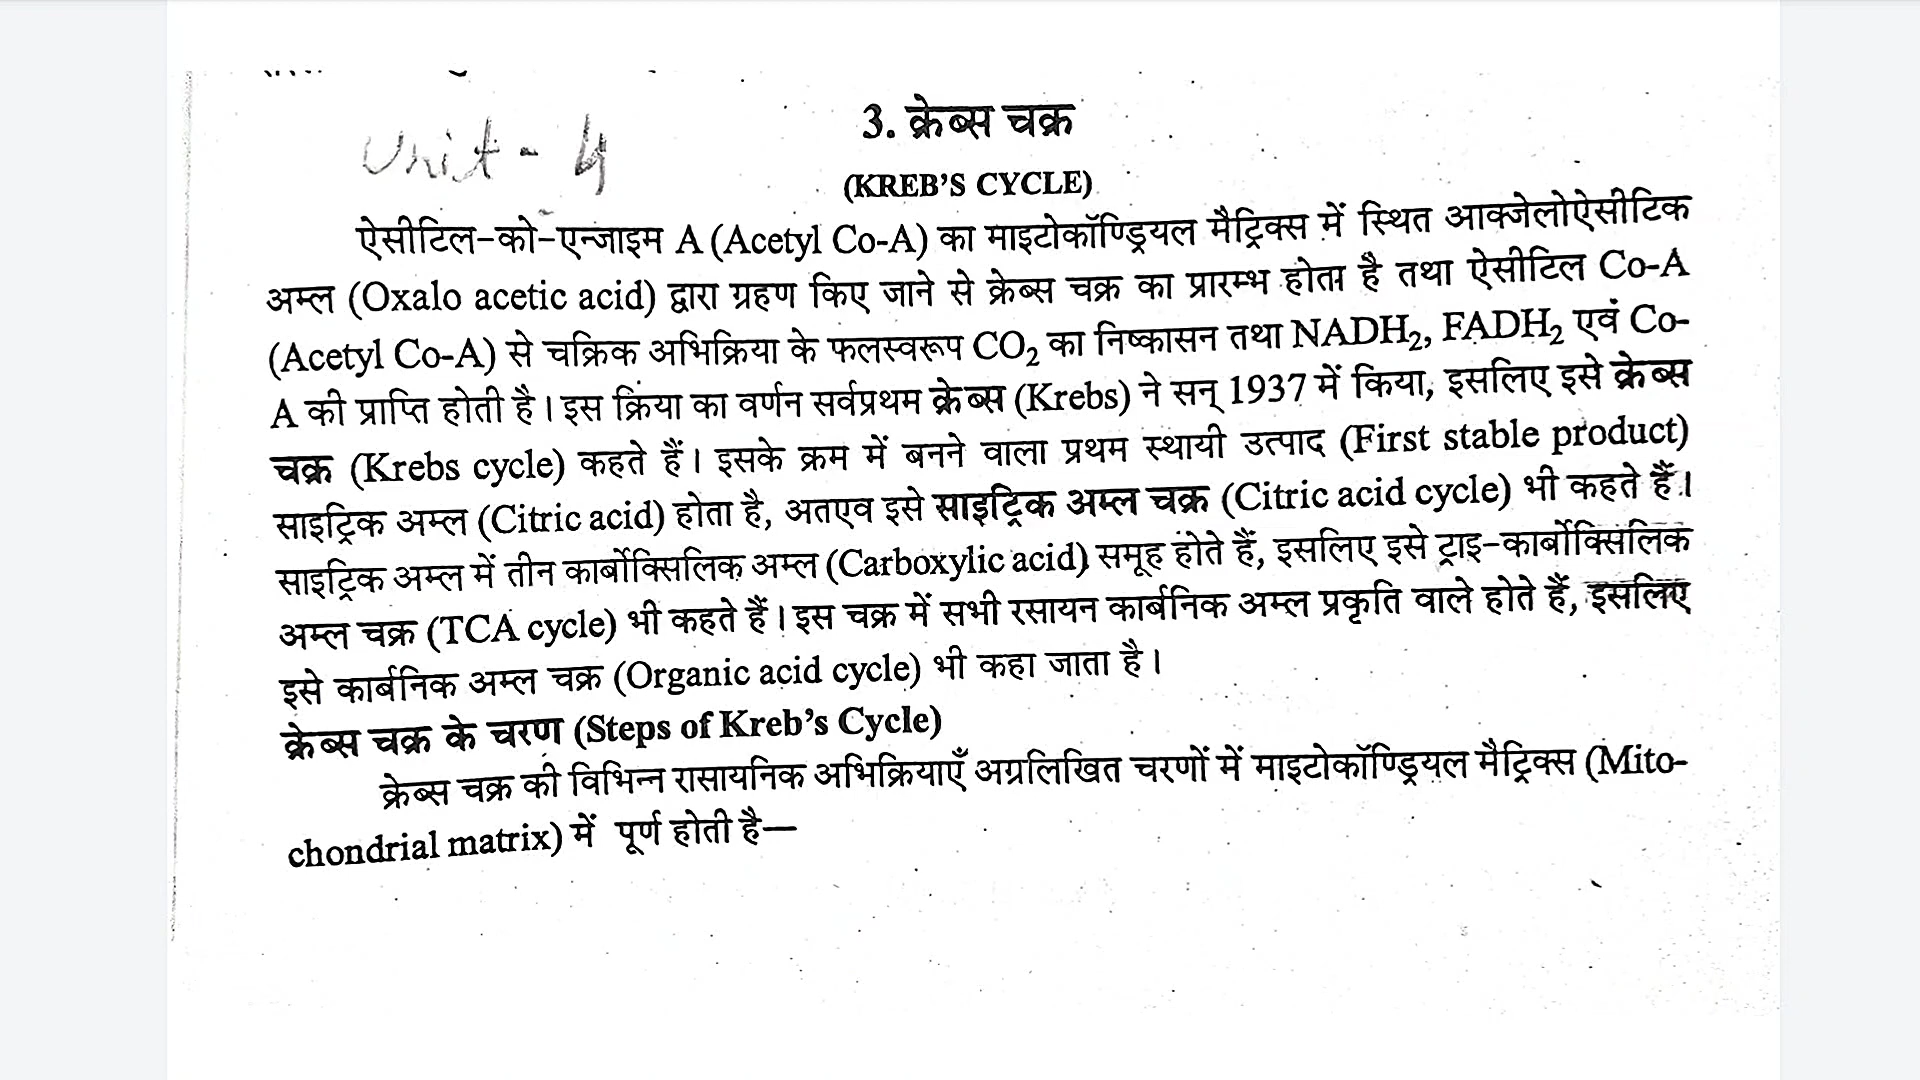 3. क्रेब्स चक्र
Unit - 4
(KREB'S CYCLE)
ऐसीटिल-को-एन्जाइम A (Acetyl Co-A) का माइटोकॉण्ड्रियल मैट्रिक्स में स्थित आक्जेलोऐसीटिक
अम्ल (Oxalo acetic acid) द्वारा ग्रहण किए जाने से क्रेब्स चक्र का प्रारम्भ होता है तथा ऐसीटिल Co-A
(Acetyl Co-A) से चक्रिक अभिक्रिया के फलस्वरूप CO₂ का निष्कासन तथा NADH₂, FADH₂ एवं Co-
A की प्राप्ति होती है। इस क्रिया का वर्णन सर्वप्रथम क्रेब्स (Krebs) ने सन् 1937 में किया, इसलिए इसे क्रेब्स
चक्र (Krebs cycle) कहते हैं। इसके क्रम में बनने वाला प्रथम स्थायी उत्पाद (First stable product)
साइट्रिक अम्ल (Citric acid) होता है, अतएव इसे साइट्रिक अम्ल चक्र (Citric acid cycle) भी कहते हैं।
साइट्रिक अम्ल में तीन कार्बोक्सिलिक अम्ल (Carboxylic acid) समूह होते हैं, इसलिए इसे ट्राइ-कार्बोक्सिलिक
अम्ल चक्र (TCA cycle) भी कहते हैं। इस चक्र में सभी रसायन कार्बनिक अम्ल प्रकृति वाले होते हैं, इसलिए
इसे कार्बनिक अम्ल चक्र (Organic acid cycle) भी कहा जाता है।
क्रेब्स चक्र के चरण (Steps of Kreb's Cycle)
क्रेब्स चक्र की विभिन्न रासायनिक अभिक्रियाएँ अग्रलिखित चरणों में माइटोकॉण्ड्रियल मैट्रिक्स (Mito-
chondrial matrix) में पूर्ण होती है—